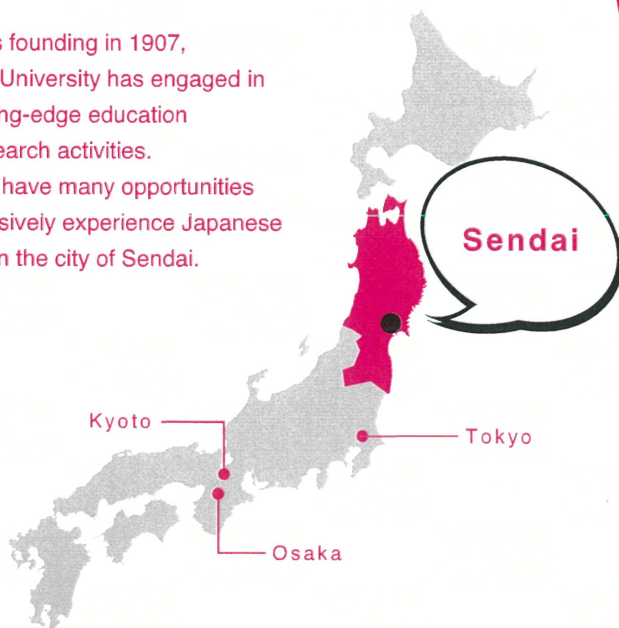 s founding in 1907,
University has engaged in
ng-edge education
earch activities.
have many opportunities
sively experience Japanese
n the city of Sendai.
Sendai
Kyoto
Tokyo
Osaka